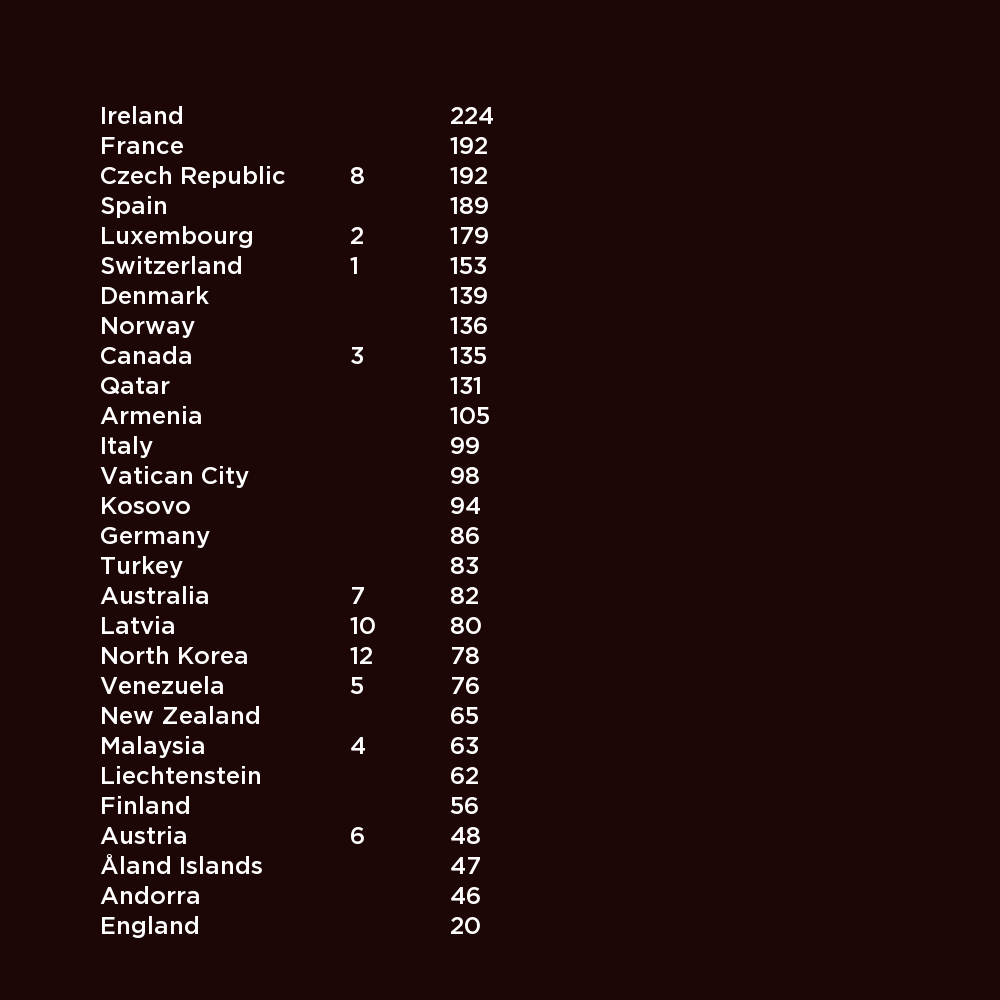 Ireland 224
France 192
Czech Republic 8 192
Spain 189
Luxembourg 2 179
Switzerland 1 153
Denmark 139
Norway 136
Canada 3 135
Qatar 131
Armenia 105
Italy 99
Vatican City 98
Kosovo 94
Germany 86
Turkey 83
Australia 7 82
Latvia 10 80
North Korea 12 78
Venezuela 5 76
New Zealand 65
Malaysia 4 63
Liechtenstein 62
Finland 56
Austria 6 48
Åland Islands 47
Andorra 46
England 20